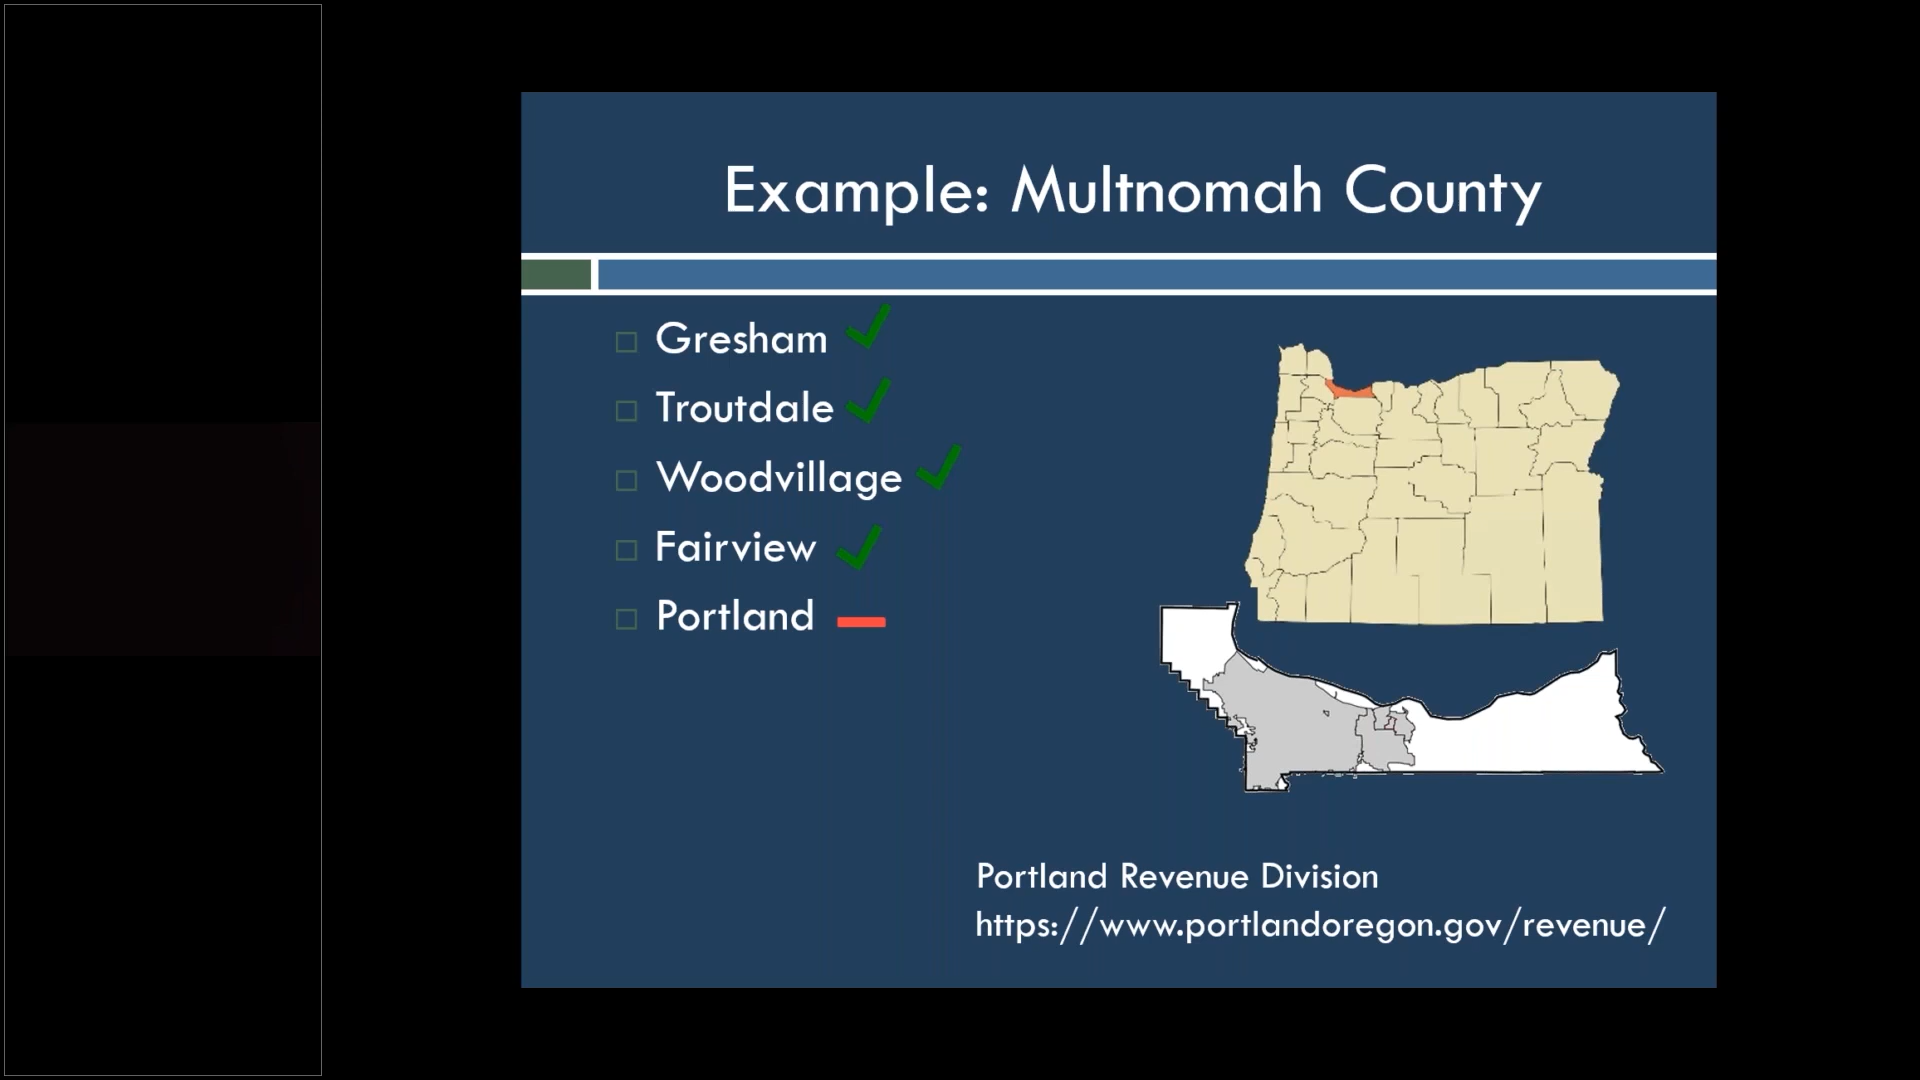 Example: Multnomah County
Gresham
Troutdale
Woodvillage
Fairview
Portland
Portland Revenue Division
https://www.portlandoregon.gov/revenue/